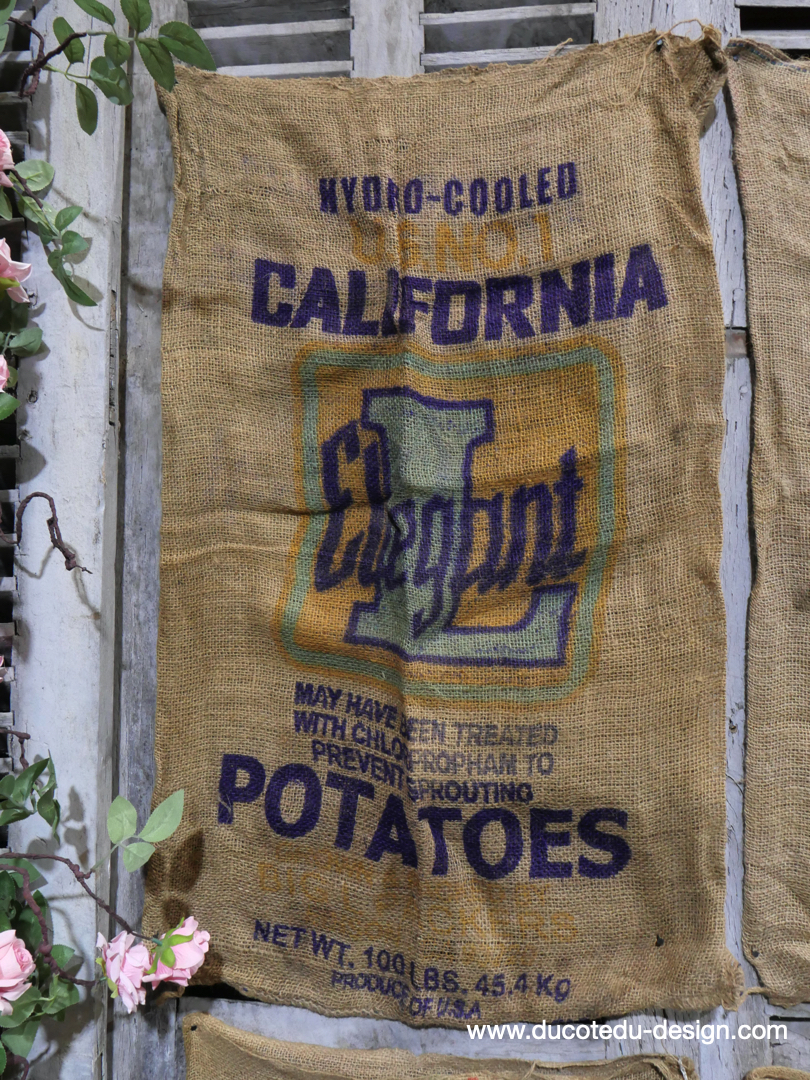 HYDRO-COOLED
U.S. NO. 1
CALIFORNIA
L
Elegant
MAY HAVE BEEN TREATED
WITH CHLORPROPHAM TO
PREVENT SPROUTING
POTATOES
NET WT. 100 LBS. 45.4 Kg
PRODUCE OF U.S.A
www.ducotedu-design.com